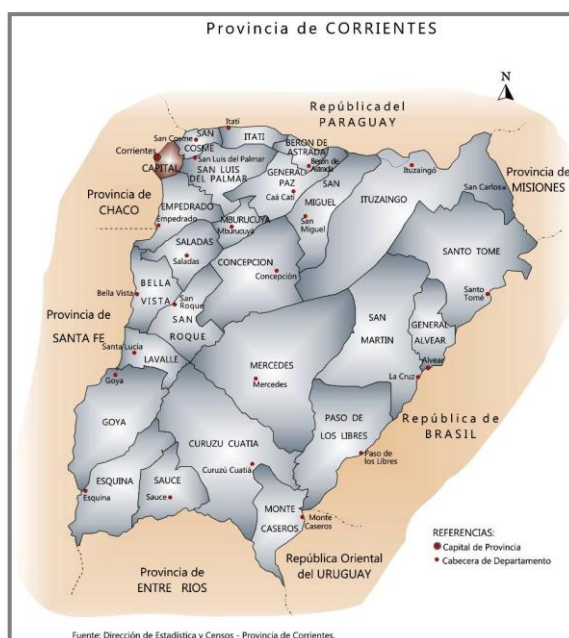 Provincia de CORRIENTES
N
República del
PARAGUAY
Itatí
San Cosme
SAN
COSME
ITATI
Corrientes
CAPITAL
San Luis del Palmar
SAN LUIS
DEL PALMAR
BERON DE
ASTRADA
Berón de
Astrada
GENERAL
PAZ
Caá Catí
SAN
MIGUEL
San
Miguel
Ituzaingó
ITUZAINGO
San Carlos
Provincia de
MISIONES
Provincia de
CHACO
EMPEDRADO
Empedrado
MBURUCUYA
Mburucuyá
SALADAS
Saladas
CONCEPCION
Concepción
SANTO TOME
Santo
Tomé
BELLA
VISTA
Bella Vista
San
Roque
SAN
ROQUE
Provincia de
SANTA FE
Santa Lucía
LAVALLE
Goya
GOYA
SAN
MARTIN
GENERAL
ALVEAR
Alvear
La Cruz
MERCEDES
Mercedes
República de
BRASIL
PASO DE
LOS LIBRES
Paso de
los Libres
CURUZU CUATIA
Curuzú Cuatiá
ESQUINA
Esquina
SAUCE
Sauce
MONTE
CASEROS
Monte
Caseros
REFERENCIAS:
Capital de Provincia
Cabecera de Departamento
República Oriental
del URUGUAY
Provincia de
ENTRE RIOS
Fuente: Dirección de Estadística y Censos - Provincia de Corrientes.